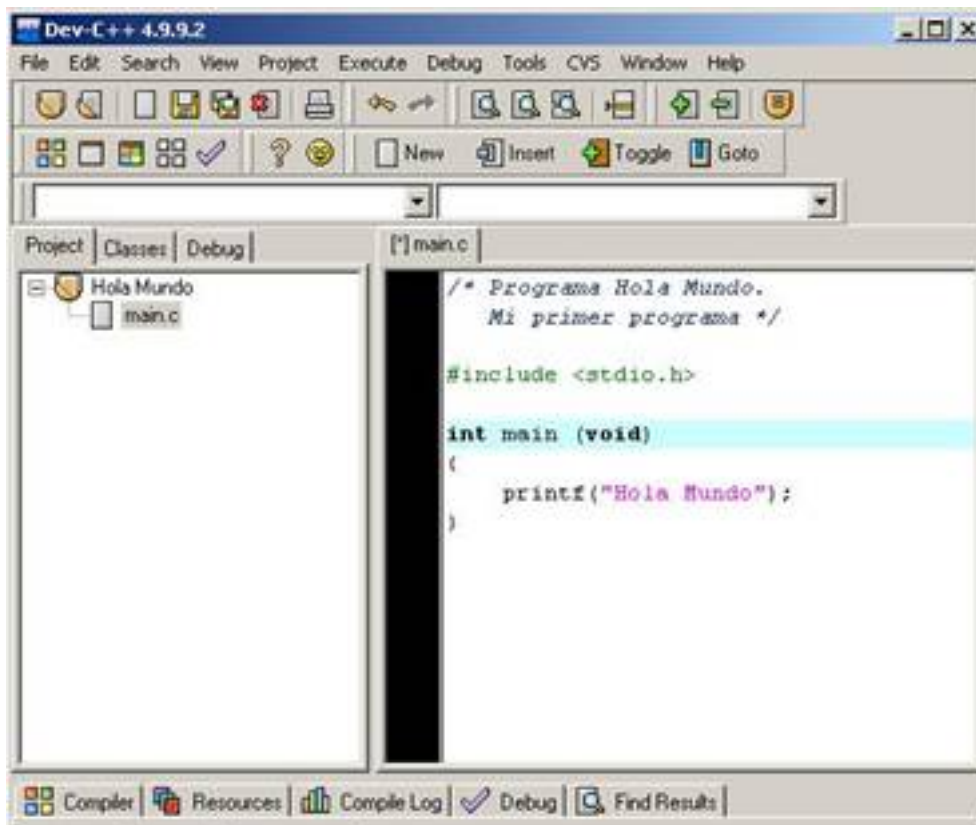 Dev-C++ 4.9.9.2
File Edit Search View Project Execute Debug Tools CVS Window Help
New Insert Toggle Goto
Project Classes Debug
[*] main.c
Hola Mundo
main.c
/* Programa Hola Mundo.
Mi primer programa */
#include <stdio.h>
int main (void)
{
printf("Hola Mundo");
}
Compiler Resources Compile Log Debug Find Results